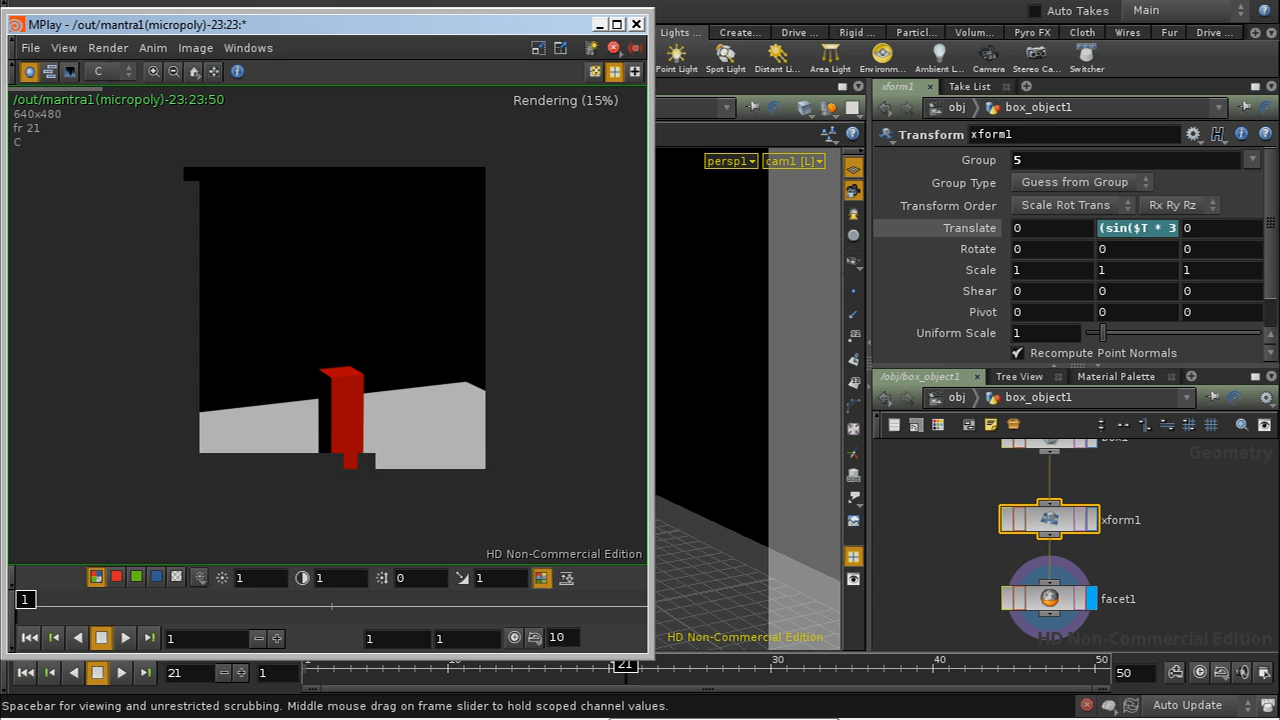 MPlay - /out/mantra1(micropoly)-23:23:*
File View Render Anim Image Windows
C
/out/mantra1(micropoly)-23:23:50
640x480
fr 21
C
Rendering (15%)
HD Non-Commercial Edition
1 1 0 1
1
1 1 1 10
Auto Takes Main
Lights ... Create... Drive ... Rigid ... Particl... Volum... Pyro FX Cloth Wires Fur Drive ...
Point Light Spot Light Distant Li... Area Light Environm... Ambient L... Camera Stereo Ca... Switcher
persp1 cam1 [L]
HD Non-Commercial Edition
xform1 Take List
obj box_object1
Transform xform1
Group 5
Group Type Guess from Group
Transform Order Scale Rot Trans Rx Ry Rz
Translate 0 (sin($T * 3 0
Rotate 0 0 0
Scale 1 1 1
Shear 0 0 0
Pivot 0 0 0
Uniform Scale 1
Recompute Point Normals
/obj/box_object1 Tree View Material Palette
obj box_object1
box1
Geometry
xform1
facet1
HD Non-Commercial Edition
21 1
10 21 30 40 50
50
Spacebar for viewing and unrestricted scrubbing. Middle mouse drag on frame slider to hold scoped channel values.
Auto Update